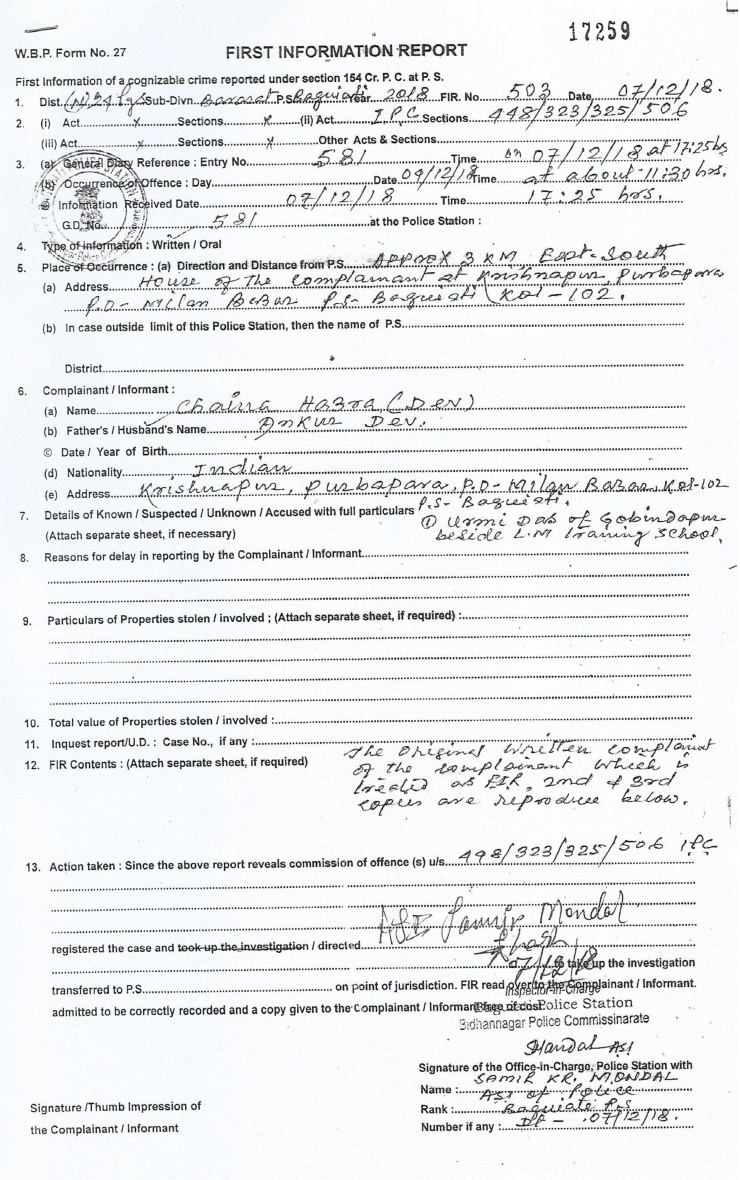 17259
W.B.P. Form No. 27 FIRST INFORMATION REPORT
First Information of a cognizable crime reported under section 154 Cr. P. C. at P. S.
1. Dist. (N) 24 Pgs Sub-Divn. Barasat P.S. Baguiati Year 2018 FIR. No. 503 Date 07/12/18.
2. (i) Act x Sections x (ii) Act IPC Sections 448/323/325/506
(iii) Act x Sections x Other Acts & Sections
3. (a) General Diary Reference : Entry No. 581 Time on 07/12/18 at 17:25 hrs
(b) Occurrence of Offence : Day Date 04/12/18 Time at about 11:30 hrs.
Information Received Date 07/12/18 Time 17:25 hrs.
G.D. No. 581 at the Police Station :
4. Type of information : Written / Oral
5. Place of Occurrence : (a) Direction and Distance from P.S. Approx 3 KM East-South
(a) Address House of the complainant at Krishnapur, Purbapara
P.O- Milan Bazar P.S- Baguiati Kol-102.
(b) In case outside limit of this Police Station, then the name of P.S.
District
6. Complainant / Informant :
(a) Name Chaina Hazra (Dev)
(b) Father's / Husband's Name Ankur Dev.
© Date / Year of Birth
(d) Nationality Indian
(e) Address Krishnapur, Purbapara, P.O- Milan Bazar, Kol-102
P.S- Baguiati.
7. Details of Known / Suspected / Unknown / Accused with full particulars ① Urmi Das of Gobindapur
(Attach separate sheet, if necessary) beside L.M Training School.
8. Reasons for delay in reporting by the Complainant / Informant
9. Particulars of Properties stolen / involved ; (Attach separate sheet, if required) :
10. Total value of Properties stolen / involved :
11. Inquest report/U.D. : Case No., if any :
12. FIR Contents : (Attach separate sheet, if required) The original written complaint
of the complainant which is
treated as FIR, 2nd & 3rd
copies are reproduce below.
13. Action taken : Since the above report reveals commission of offence (s) u/s. 448/323/325/506 IPC
ASI Samir Mondal
registered the case and took up the investigation / directed
07/12/18 to take up the investigation
transferred to P.S. on point of jurisdiction. FIR read over to the Complainant / Informant.
Inspector-in-Charge
admitted to be correctly recorded and a copy given to the Complainant / Informant free of cost. Police Station
Bidhannagar Police Commissinarate
Mandal ASI
Signature of the Office-in-Charge, Police Station with
Name : SAMIR KR. MONDAL
ASI of Police
Signature /Thumb Impression of
Rank : Baguiati P.S
the Complainant / Informant
Number if any : Dt - 07/12/18.